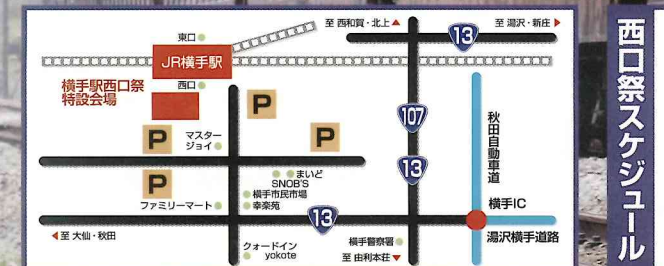 至 西和賀・北上
至 湯沢・新庄
13
東口
JR横手駅
西口
横手駅西口祭
特設会場
P
P
107
秋田自動車道
P
マスター
ジョイ
13
まいど
SNOB'S
P
横手市民市場
ファミリーマート
幸楽苑
横手IC
13
至 大仙・秋田
クォードイン
yokote
横手警察署
湯沢横手道路
至 由利本荘
西口祭スケジュール